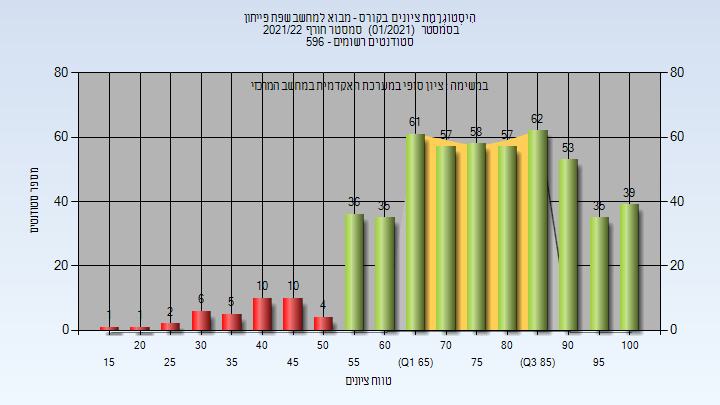 היסטוגרמת ציונים בקורס - מבוא למחשב שפת פייתון
בסמסטר (01/2021) סמסטר חורף 2021/22
סטודנטים רשומים - 596
במשימה ציון סופי במערכת האקדמית במחשב המרכזי
80 80
60 60
40 40
20 20
0 0
1 1 2 6 5 10 10 4 36 35 61 57 58 57 62 53 35 39
מספר סטודנטים
20 30 40 50 60 70 80 90 100
15 25 35 45 55 (Q1 65) 75 (Q3 85) 95
טווח ציונים